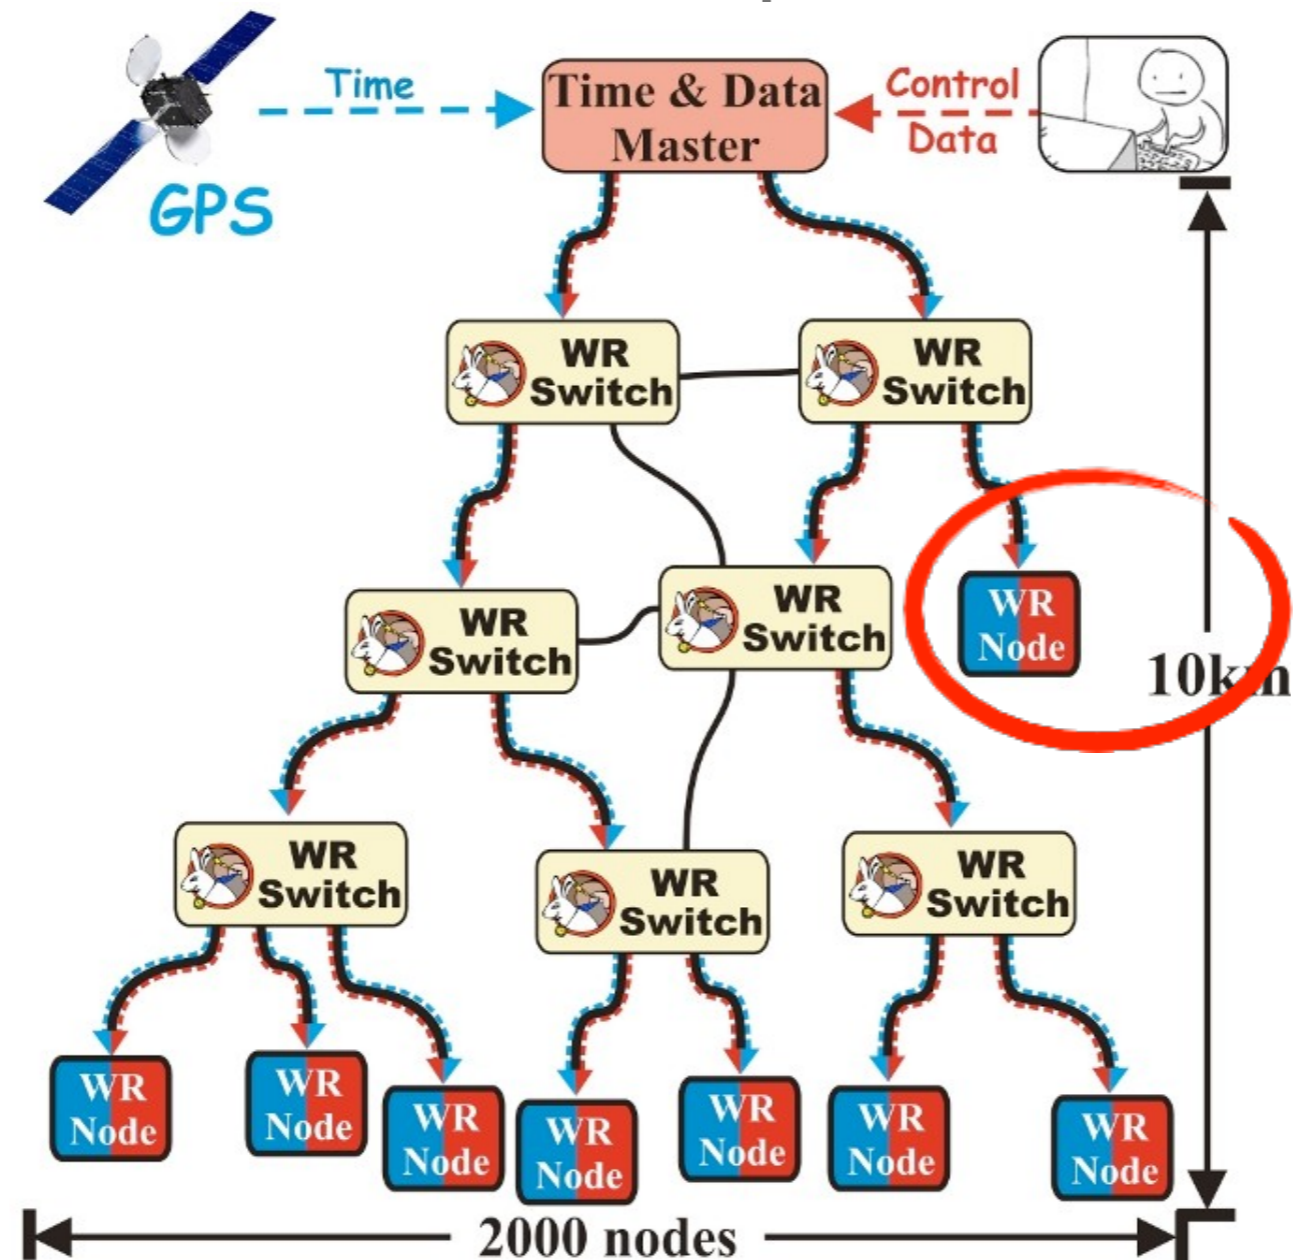 Time
Time & Data
Master
Control
Data
GPS
WR
Switch
WR
Switch
WR
Switch
WR
Switch
WR
Node
10km
WR
Switch
WR
Switch
WR
Switch
WR
Node
WR
Node
WR
Node
WR
Node
WR
Node
WR
Node
WR
Node
2000 nodes